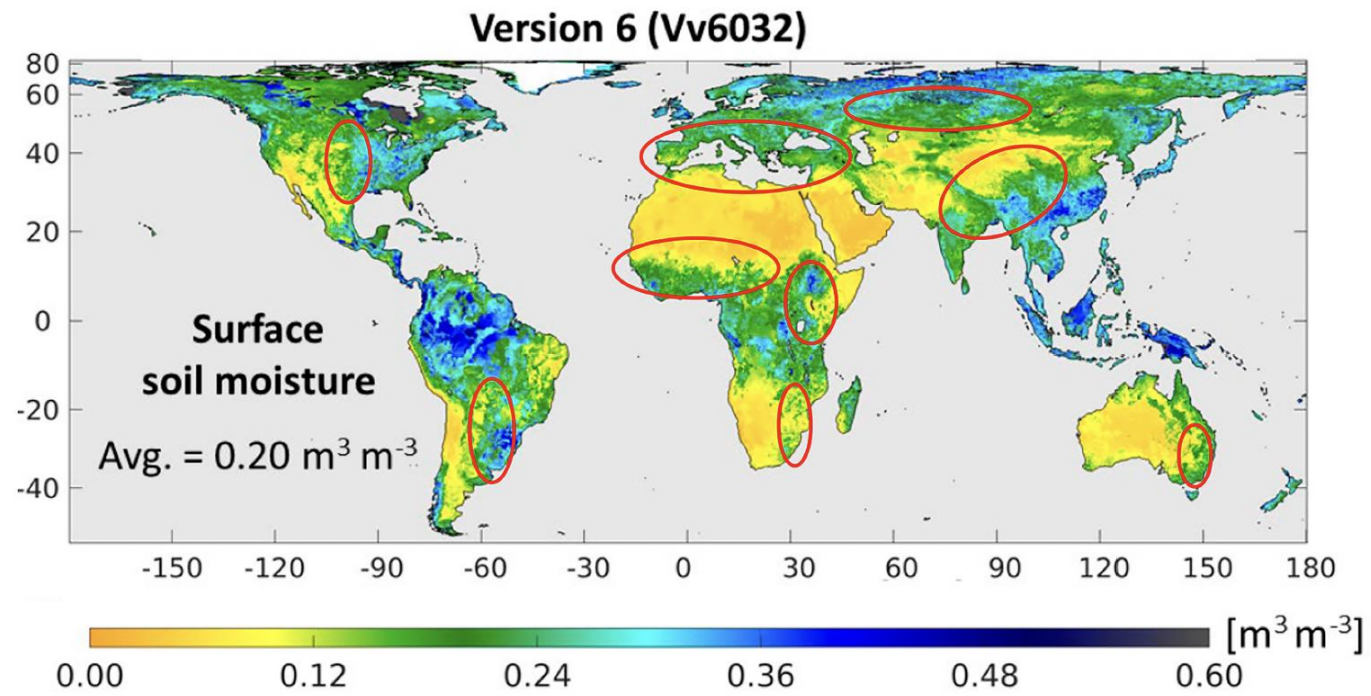 Version 6 (Vv6032)
80
60
40
20
0
-20
-40
Surface
soil moisture
Avg. = 0.20 m³ m⁻³
-150 -120 -90 -60 -30 0 30 60 90 120 150 180
[m³ m⁻³]
0.00 0.12 0.24 0.36 0.48 0.60